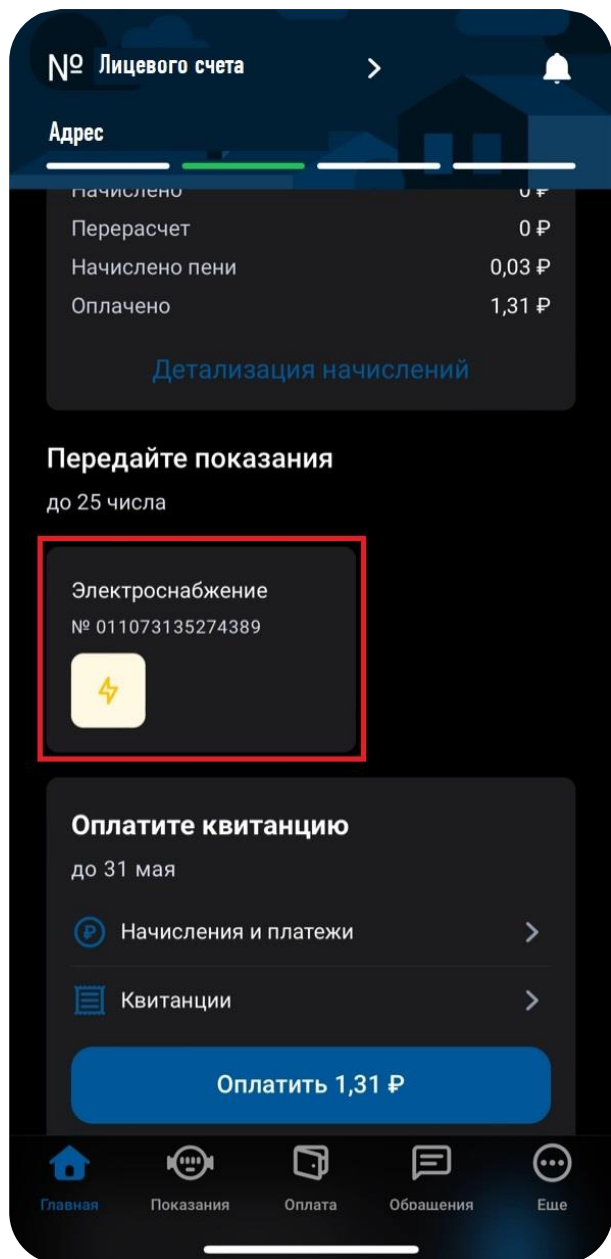 № Лицевого счета
Адрес
Начислено 0 ₽
Перерасчет 0 ₽
Начислено пени 0,03 ₽
Оплачено 1,31 ₽
Детализация начислений
Передайте показания
до 25 числа
Электроснабжение
№ 011073135274389
Оплатите квитанцию
до 31 мая
Начисления и платежи
Квитанции
Оплатить 1,31 ₽
Главная Показания Оплата Обращения Еще